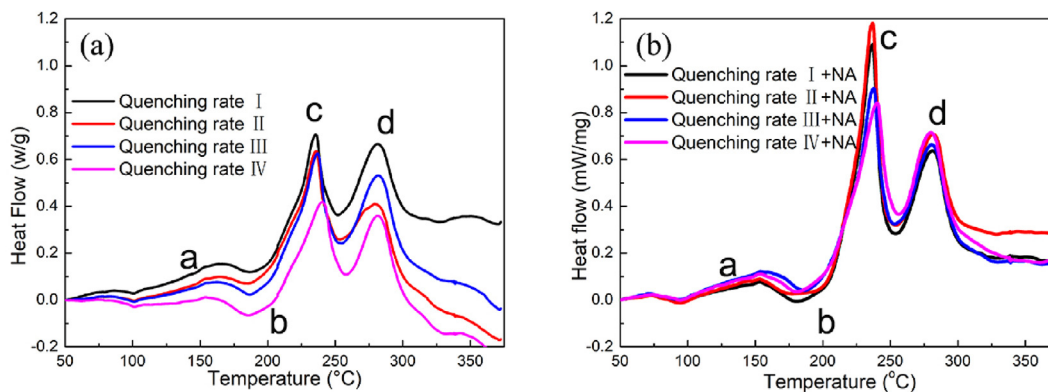 (a)
Quenching rate Ⅰ
Quenching rate Ⅱ
Quenching rate Ⅲ
Quenching rate Ⅳ
a
b
c
d
Heat Flow (w/g)
1.2
1.0
0.8
0.6
0.4
0.2
0.0
-0.2
50 100 150 200 250 300 350
Temperature (°C)
(b)
Quenching rate Ⅰ+NA
Quenching rate Ⅱ+NA
Quenching rate Ⅲ+NA
Quenching rate Ⅳ+NA
a
b
c
d
Heat flow (mW/mg)
1.2
1.0
0.8
0.6
0.4
0.2
0.0
-0.2
50 100 150 200 250 300 350
Temperature (°C)